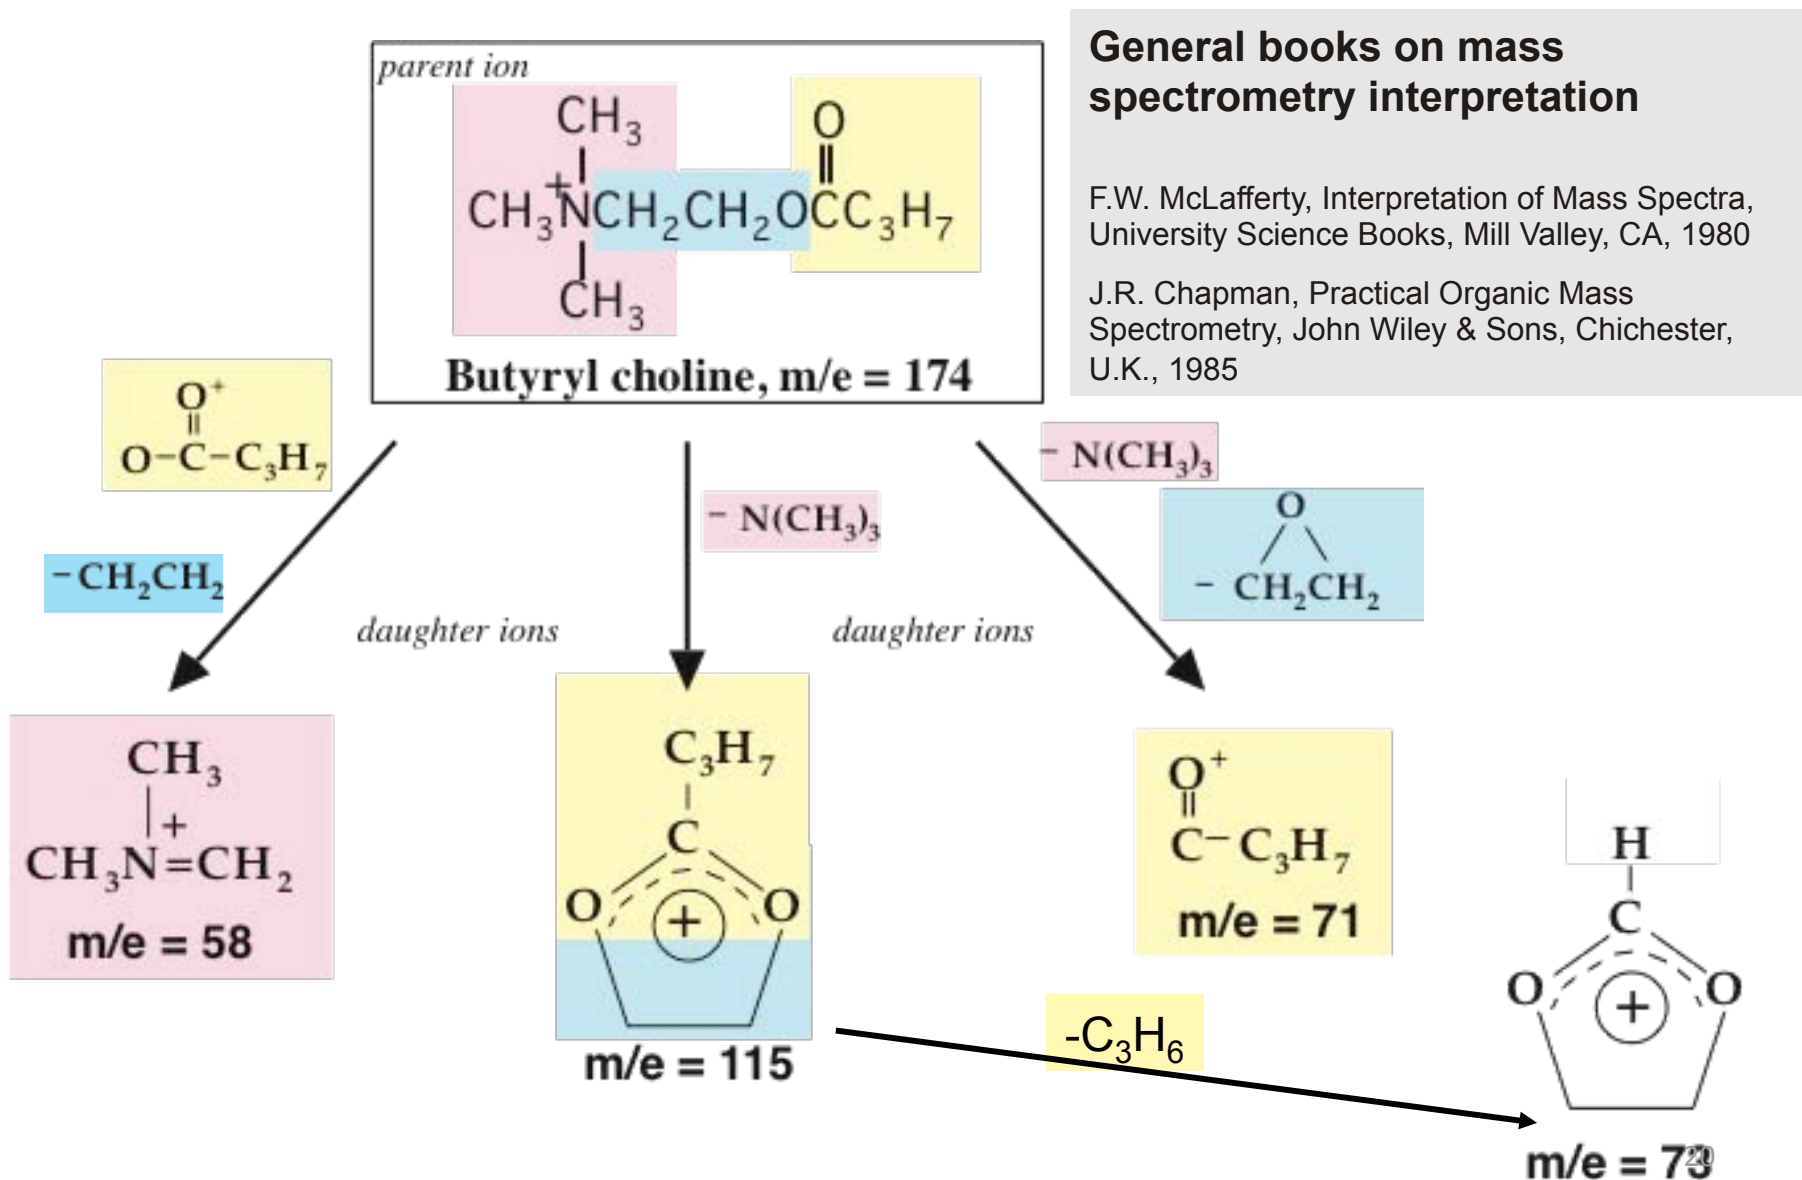 General books on mass
spectrometry interpretation
F.W. McLafferty, Interpretation of Mass Spectra,
University Science Books, Mill Valley, CA, 1980
J.R. Chapman, Practical Organic Mass
Spectrometry, John Wiley & Sons, Chichester,
U.K., 1985
parent ion
CH₃
CH₃N⁺CH₂CH₂OCC₃H₇
O
CH₃
Butyryl choline, m/e = 174
O⁺
O–C–C₃H₇
–CH₂CH₂
– N(CH₃)₃
– N(CH₃)₃
O
– CH₂CH₂
daughter ions
daughter ions
CH₃
+
CH₃N=CH₂
m/e = 58
C₃H₇
C
O + O
m/e = 115
O⁺
C–C₃H₇
m/e = 71
-C₃H₆
H
C
O + O
m/e = 73